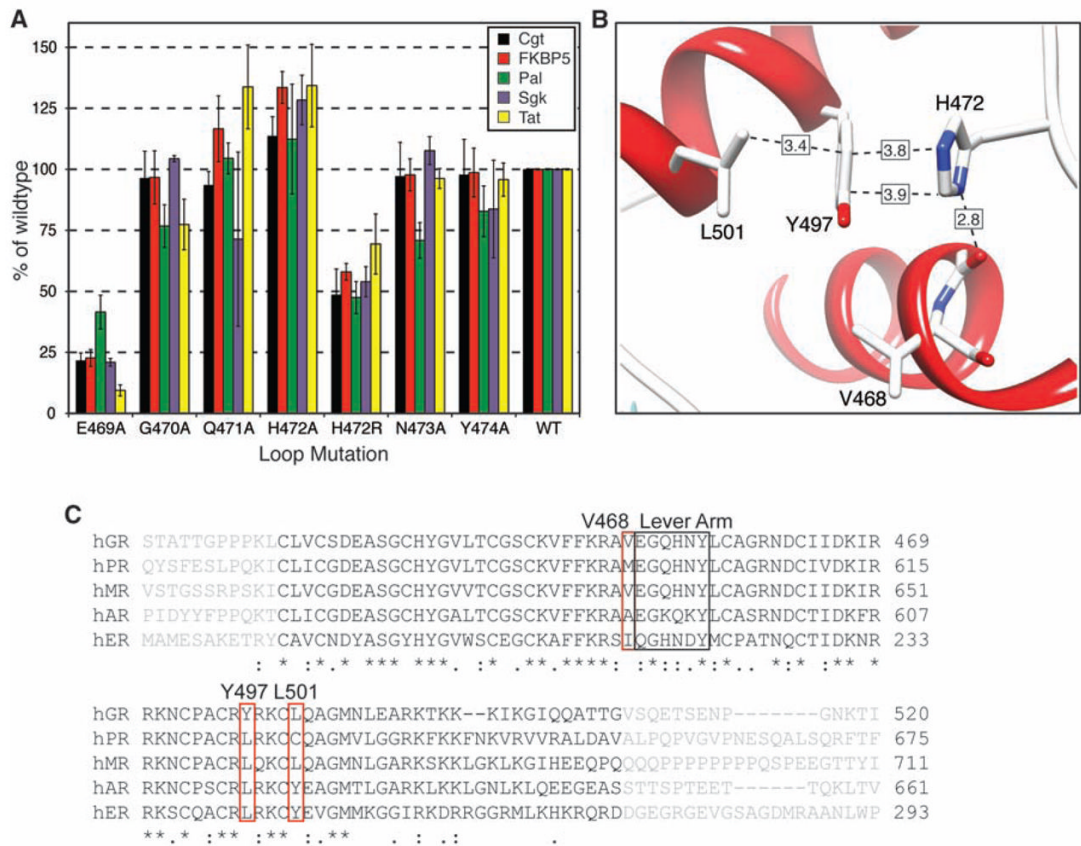 A
150
125
100
75
50
25
0
% of wildtype
Cgt
FKBP5
Pal
Sgk
Tat
E469A G470A Q471A H472A H472R N473A Y474A WT
Loop Mutation
B
H472
3.4
3.8
3.9
2.8
L501
Y497
V468
C
V468 Lever Arm
hGR STATTGPPPKLCLVCSDEASGCHYGVLTCGSCKVFFKRAVEGQHNYLCAGRNDCIIDKIR 469
hPR QYSFESLPQKICLICGDEASGCHYGVLTCGSCKVFFKRAMEGQHNYLCAGRNDCIVDKIR 615
hMR VSTGSSRPSKICLVCGDEASGCHYGVVTCGSCKVFFKRAVEGQHNYLCAGRNDCIIDKIR 651
hAR PIDYYFPPQKTCLICGDEASGCHYGALTCGSCKVFFKRAAEGKQKYLCASRNDCTIDKFR 607
hER MAMESAKETRYCAVCNDYASGYHYGVWSCEGCKAFFKRSIQGHNDYMCPATNQCTIDKNR 233
Y497 L501
hGR RKNCPACRYRKCLQAGMNLEARKTKK--KIKGIQQATTGVSQETSENP-------GNKTI 520
hPR RKNCPSCRLRKCCQAGMVLGGRKFKKFNKVRVVRALDAVALPQPVGVPNESQALSQRFTF 675
hMR RKNCPACRLQKCLQAGMNLGARKSKKLGKLKGIHEEQPQQQQPPPPPPPQSPEEGTTYI 711
hAR RKNCPSCRLRKCYEAGMTLGARKLKKLGNLKLQEEGEASSTTSPTEET------TQKLTV 661
hER RKSCQACRLRKCYEVGMMKGGIRKDRRGGRMLKHKRQRDDGEGRGEVGSAGDMRAANLWP 293